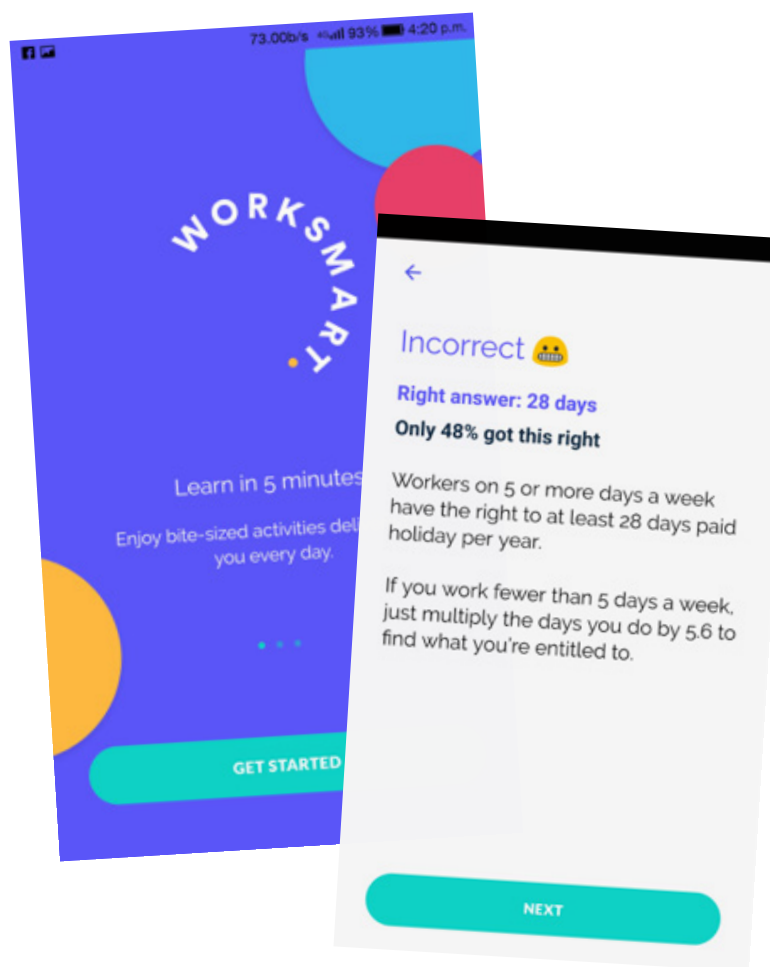 73.00b/s 4G 93% 4:20 p.m.
WORKSMART
Learn in 5 minutes
Enjoy bite-sized activities deli
you every day.
GET STARTED
Incorrect 😬
Right answer: 28 days
Only 48% got this right
Workers on 5 or more days a week
have the right to at least 28 days paid
holiday per year.
If you work fewer than 5 days a week,
just multiply the days you do by 5.6 to
find what you're entitled to.
NEXT